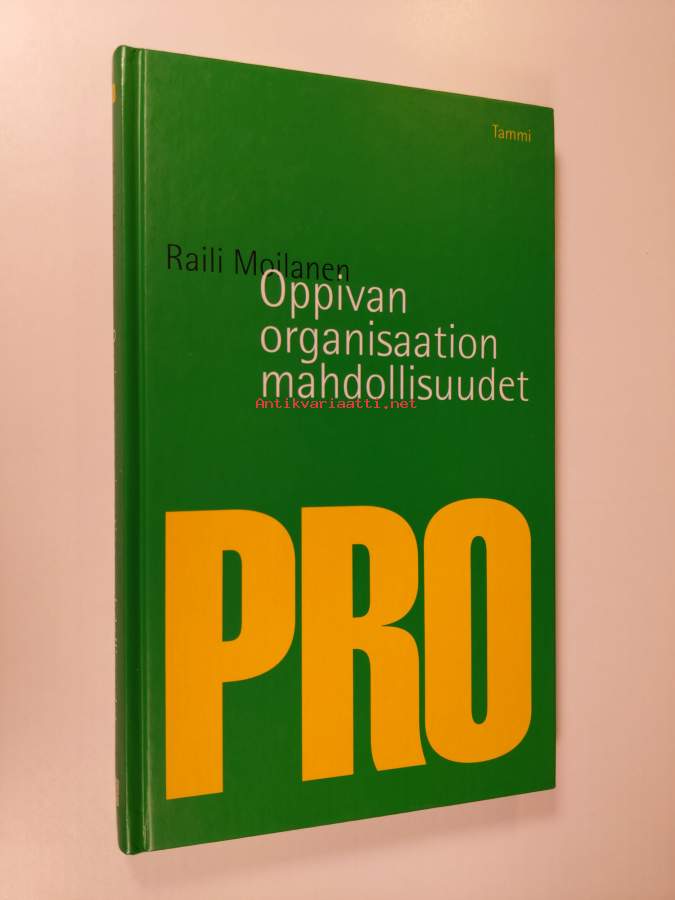 Tammi
Raili Moilanen
Oppivan
organisaation
mahdollisuudet
Antikvariaatti.net
PRO